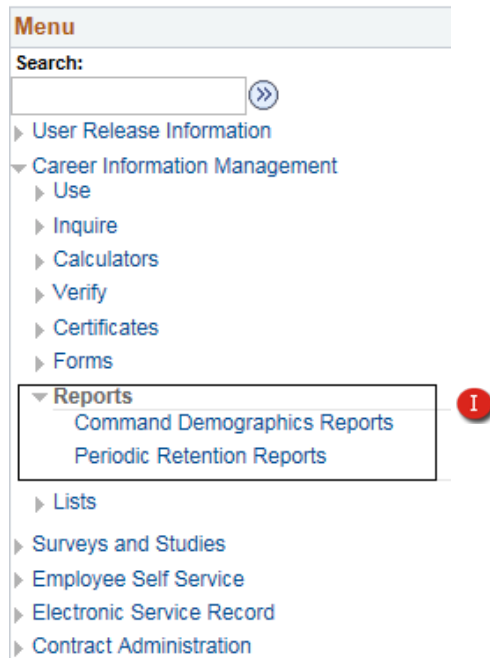 Menu
Search:
User Release Information
Career Information Management
Use
Inquire
Calculators
Verify
Certificates
Forms
Reports
I
Command Demographics Reports
Periodic Retention Reports
Lists
Surveys and Studies
Employee Self Service
Electronic Service Record
Contract Administration